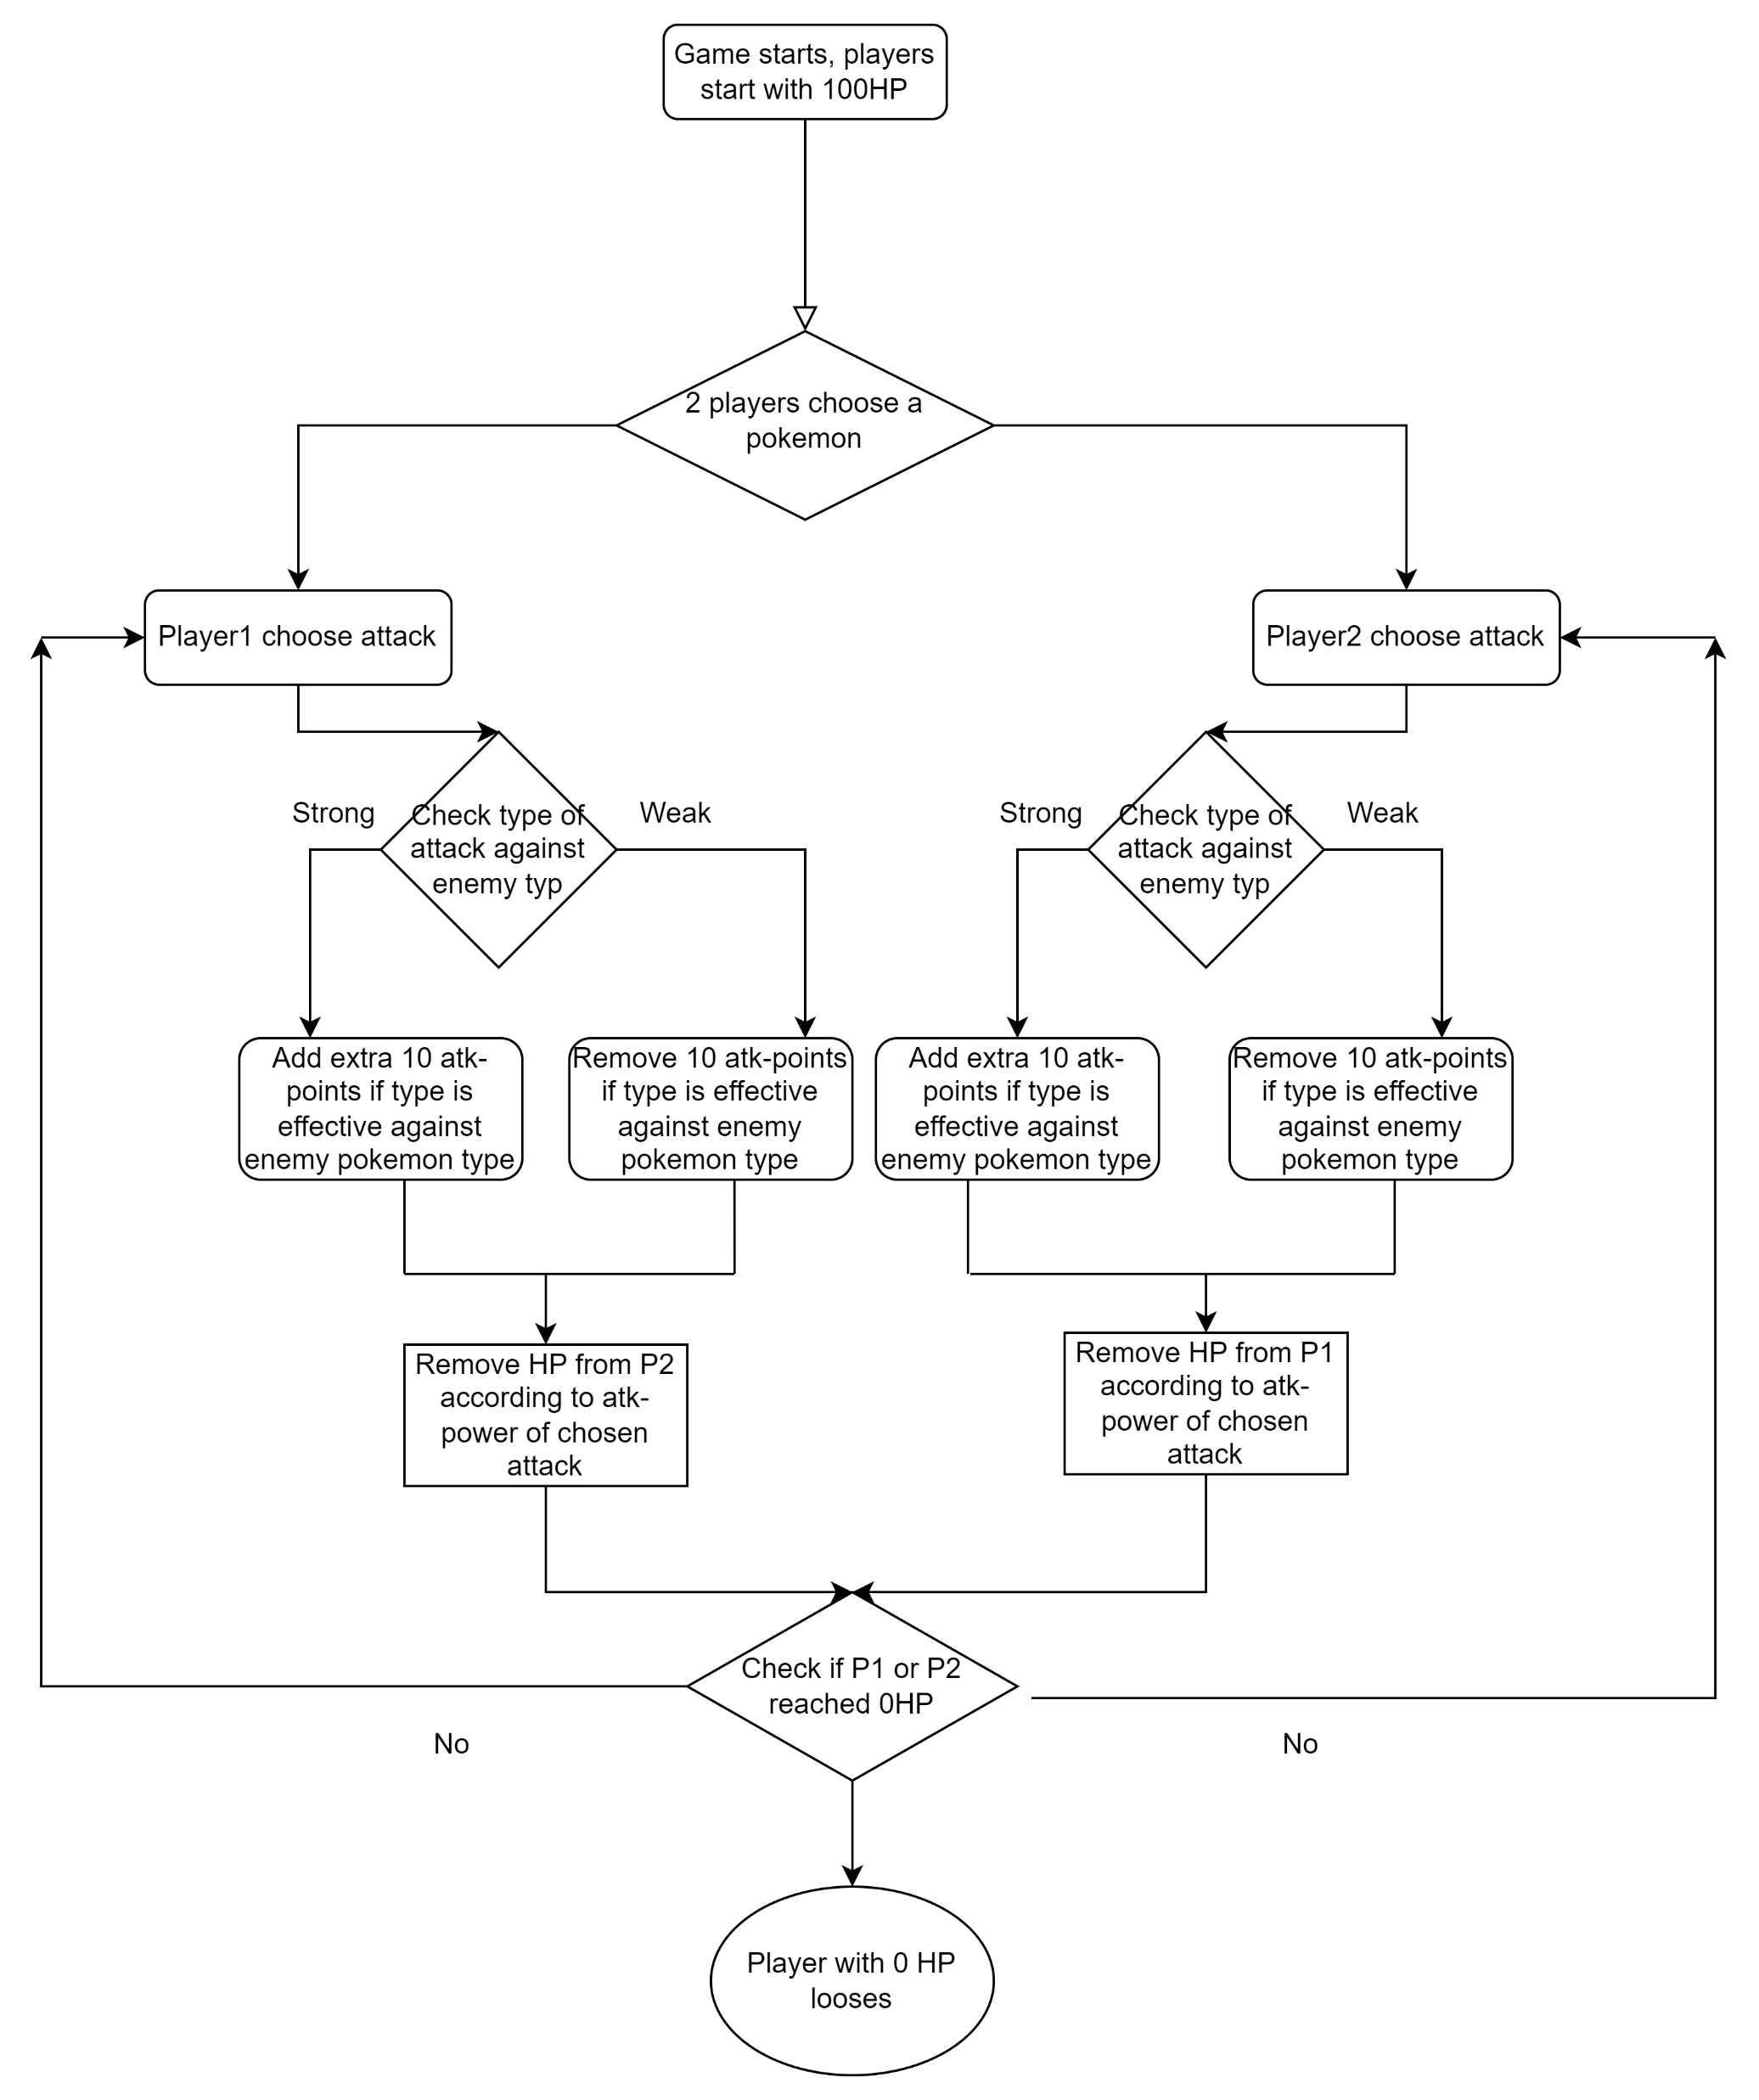 Game starts, players
start with 100HP
2 players choose a
pokemon
Player1 choose attack
Player2 choose attack
Strong
Check type of
attack against
enemy typ
Weak
Strong
Check type of
attack against
enemy typ
Weak
Add extra 10 atk-
points if type is
effective against
enemy pokemon type
Remove 10 atk-points
if type is effective
against enemy
pokemon type
Add extra 10 atk-
points if type is
effective against
enemy pokemon type
Remove 10 atk-points
if type is effective
against enemy
pokemon type
Remove HP from P2
according to atk-
power of chosen
attack
Remove HP from P1
according to atk-
power of chosen
attack
Check if P1 or P2
reached 0HP
No
No
Player with 0 HP
looses